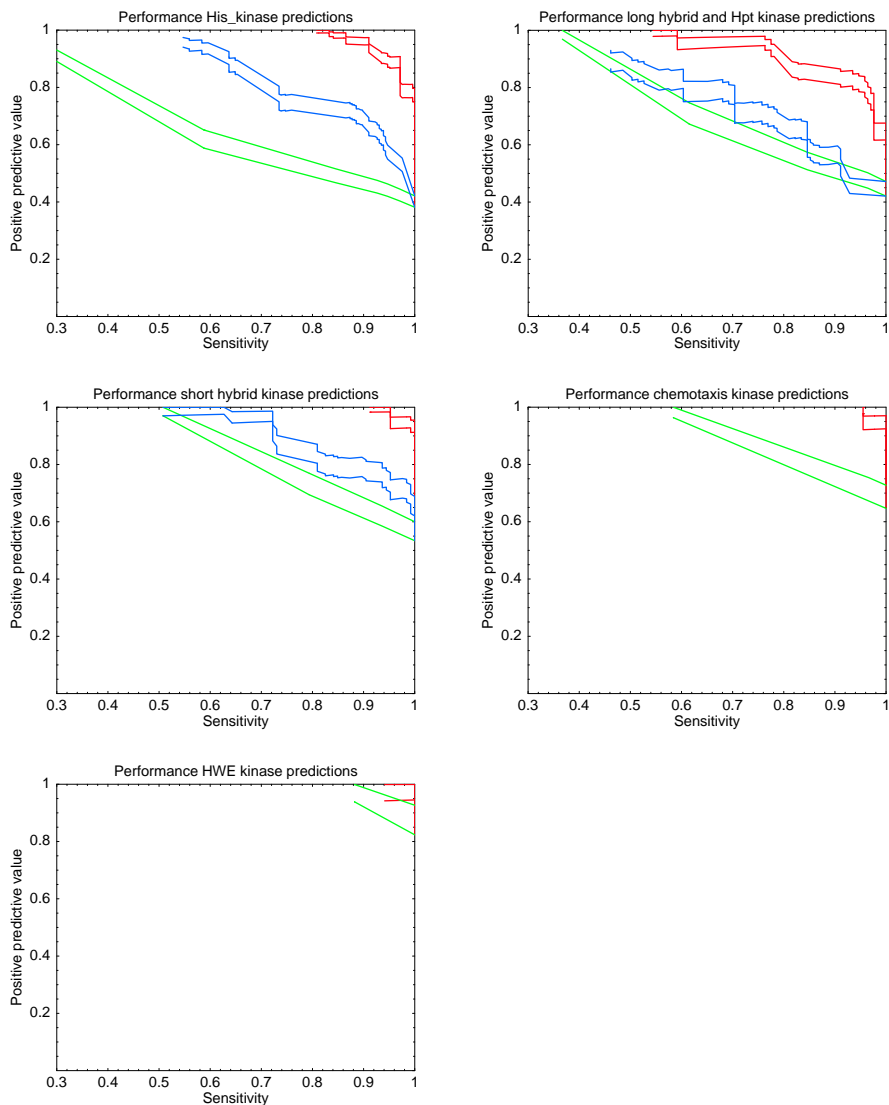 Performance His_kinase predictions
1
0.8
0.6
0.4
0.2
Positive predictive value
0.3 0.4 0.5 0.6 0.7 0.8 0.9 1
Sensitivity
Performance long hybrid and Hpt kinase predictions
1
0.8
0.6
0.4
0.2
Positive predictive value
0.3 0.4 0.5 0.6 0.7 0.8 0.9 1
Sensitivity
Performance short hybrid kinase predictions
1
0.8
0.6
0.4
0.2
Positive predictive value
0.3 0.4 0.5 0.6 0.7 0.8 0.9 1
Sensitivity
Performance chemotaxis kinase predictions
1
0.8
0.6
0.4
0.2
Positive predictive value
0.3 0.4 0.5 0.6 0.7 0.8 0.9 1
Sensitivity
Performance HWE kinase predictions
1
0.8
0.6
0.4
0.2
Positive predictive value
0.3 0.4 0.5 0.6 0.7 0.8 0.9 1
Sensitivity